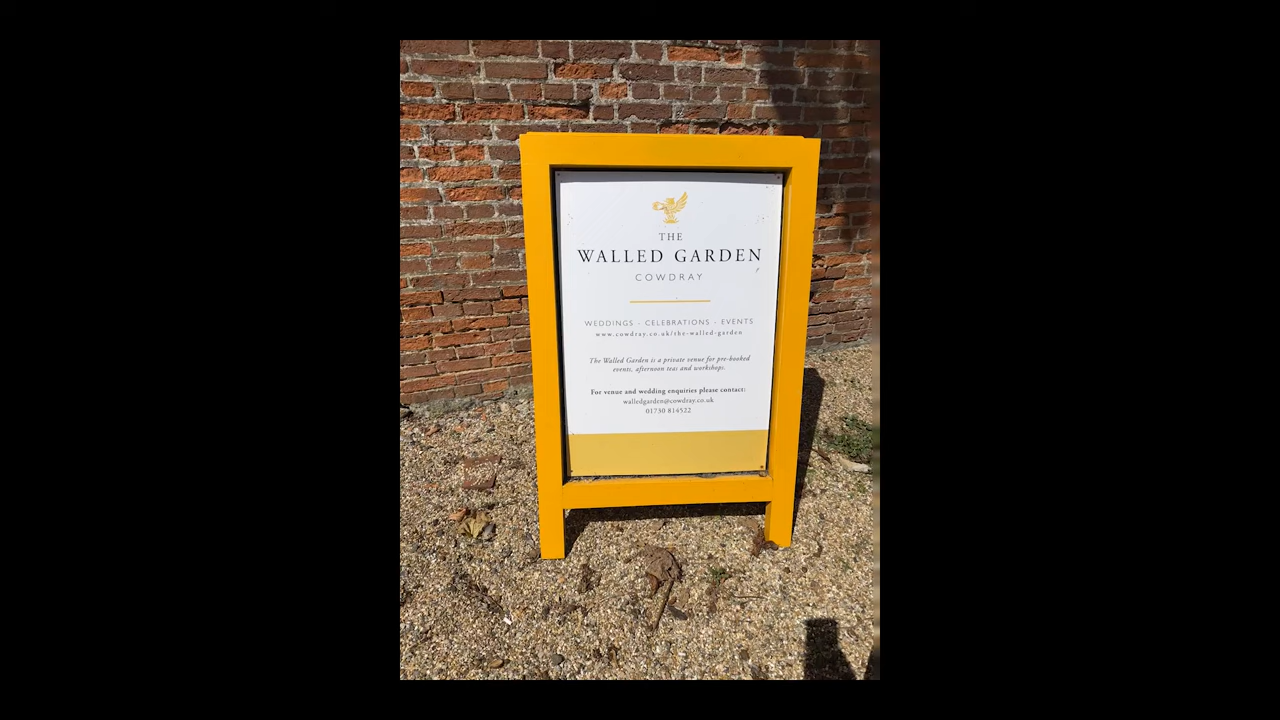 THE
WALLED GARDEN
COWDRAY
WEDDINGS - CELEBRATIONS - EVENTS
www.cowdray.co.uk/the-walled-garden
The Walled Garden is a private venue for pre-booked
events, afternoon teas and workshops.
For venue and wedding enquiries please contact:
walledgarden@cowdray.co.uk
01730 814522